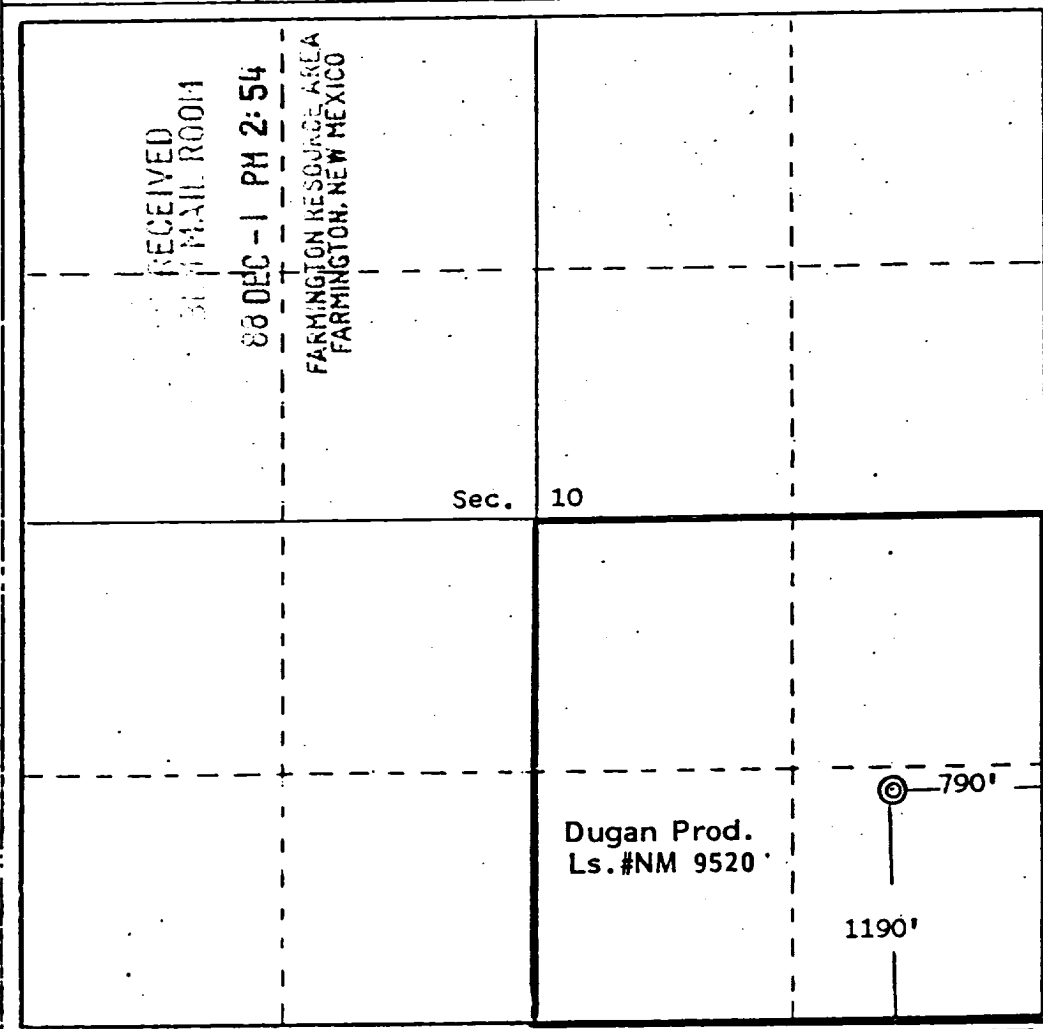 RECEIVED
MAIL ROOM
88 DEC -1 PM 2:54
FARMINGTON RESOURCE AREA
FARMINGTON, NEW MEXICO
Sec. 10
790'
Dugan Prod.
Ls.#NM 9520
1190'